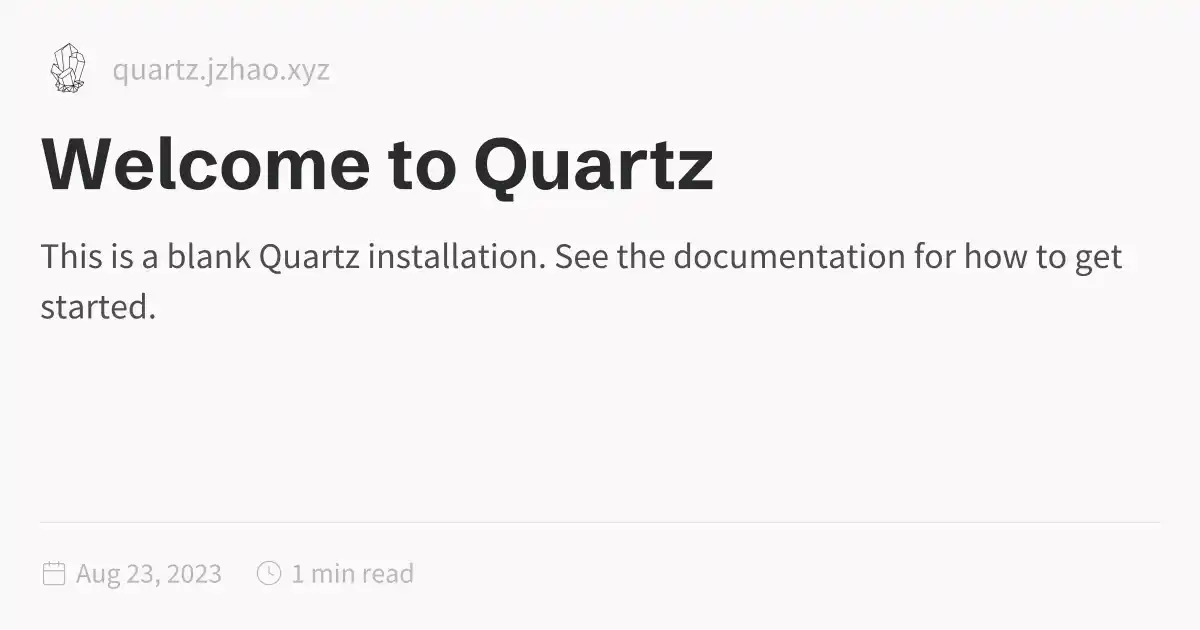 quartz.jzhao.xyz
Welcome to Quartz
This is a blank Quartz installation. See the documentation for how to get
started.
Aug 23, 2023 1 min read